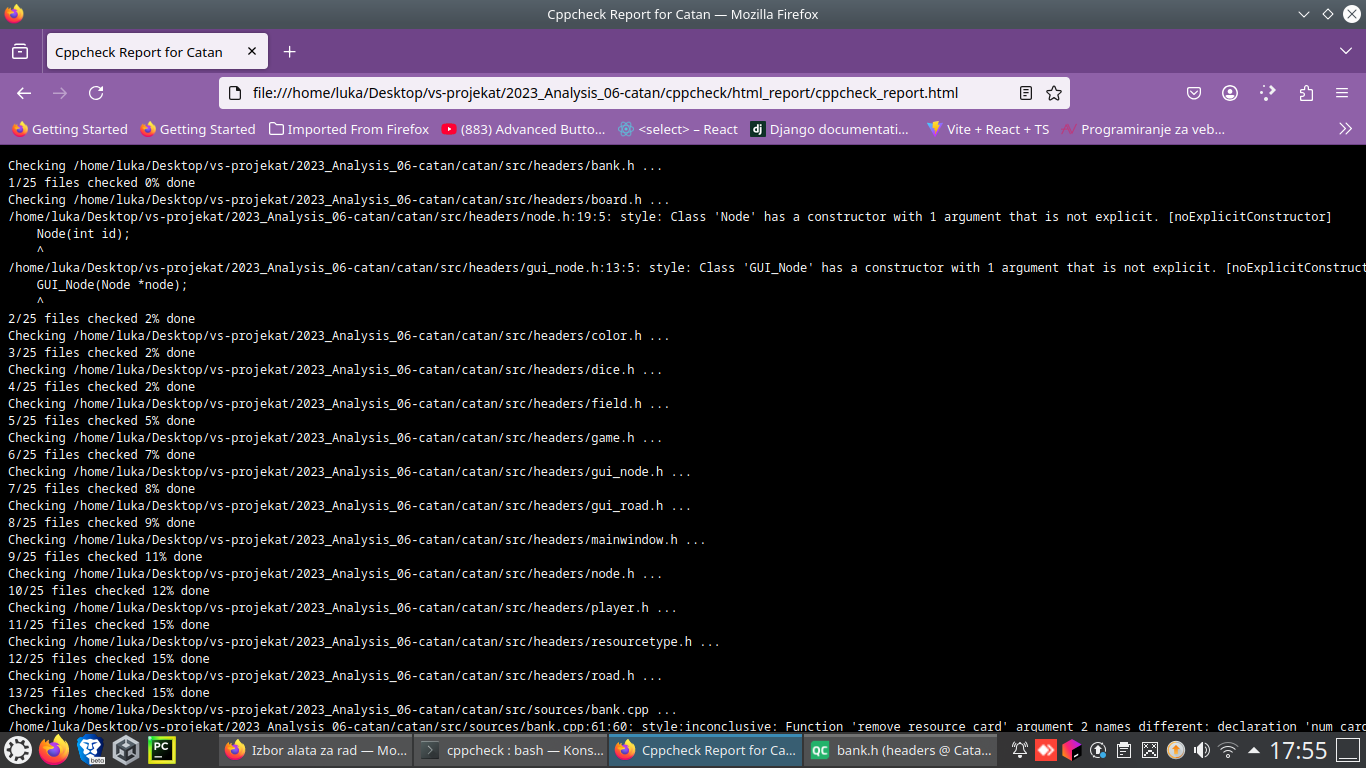 Cppcheck Report for Catan — Mozilla Firefox
Cppcheck Report for Catan
file:///home/luka/Desktop/vs-projekat/2023_Analysis_06-catan/cppcheck/html_report/cppcheck_report.html
Getting Started
Getting Started
Imported From Firefox
(883) Advanced Butto...
<select> – React
dj Django documentati...
Vite + React + TS
Programiranje za veb...
Checking /home/luka/Desktop/vs-projekat/2023_Analysis_06-catan/catan/src/headers/bank.h ...
1/25 files checked 0% done
Checking /home/luka/Desktop/vs-projekat/2023_Analysis_06-catan/catan/src/headers/board.h ...
/home/luka/Desktop/vs-projekat/2023_Analysis_06-catan/catan/src/headers/node.h:19:5: style: Class 'Node' has a constructor with 1 argument that is not explicit. [noExplicitConstructor]
    Node(int id);
    ^
/home/luka/Desktop/vs-projekat/2023_Analysis_06-catan/catan/src/headers/gui_node.h:13:5: style: Class 'GUI_Node' has a constructor with 1 argument that is not explicit. [noExplicitConstruct
    GUI_Node(Node *node);
    ^
2/25 files checked 2% done
Checking /home/luka/Desktop/vs-projekat/2023_Analysis_06-catan/catan/src/headers/color.h ...
3/25 files checked 2% done
Checking /home/luka/Desktop/vs-projekat/2023_Analysis_06-catan/catan/src/headers/dice.h ...
4/25 files checked 2% done
Checking /home/luka/Desktop/vs-projekat/2023_Analysis_06-catan/catan/src/headers/field.h ...
5/25 files checked 5% done
Checking /home/luka/Desktop/vs-projekat/2023_Analysis_06-catan/catan/src/headers/game.h ...
6/25 files checked 7% done
Checking /home/luka/Desktop/vs-projekat/2023_Analysis_06-catan/catan/src/headers/gui_node.h ...
7/25 files checked 8% done
Checking /home/luka/Desktop/vs-projekat/2023_Analysis_06-catan/catan/src/headers/gui_road.h ...
8/25 files checked 9% done
Checking /home/luka/Desktop/vs-projekat/2023_Analysis_06-catan/catan/src/headers/mainwindow.h ...
9/25 files checked 11% done
Checking /home/luka/Desktop/vs-projekat/2023_Analysis_06-catan/catan/src/headers/node.h ...
10/25 files checked 12% done
Checking /home/luka/Desktop/vs-projekat/2023_Analysis_06-catan/catan/src/headers/player.h ...
11/25 files checked 15% done
Checking /home/luka/Desktop/vs-projekat/2023_Analysis_06-catan/catan/src/headers/resourcetype.h ...
12/25 files checked 15% done
Checking /home/luka/Desktop/vs-projekat/2023_Analysis_06-catan/catan/src/headers/road.h ...
13/25 files checked 15% done
Checking /home/luka/Desktop/vs-projekat/2023_Analysis_06-catan/catan/src/sources/bank.cpp ...
/home/luka/Desktop/vs-projekat/2023_Analysis_06-catan/catan/src/sources/bank.cpp:61:60: style:inconclusive: Function 'remove_resource_card' argument 2 names different: declaration 'num_card
beta
PC
Izbor alata za rad — Mo...
cppcheck : bash — Kons...
Cppcheck Report for Ca...
QC bank.h (headers @ Cata...
17:55